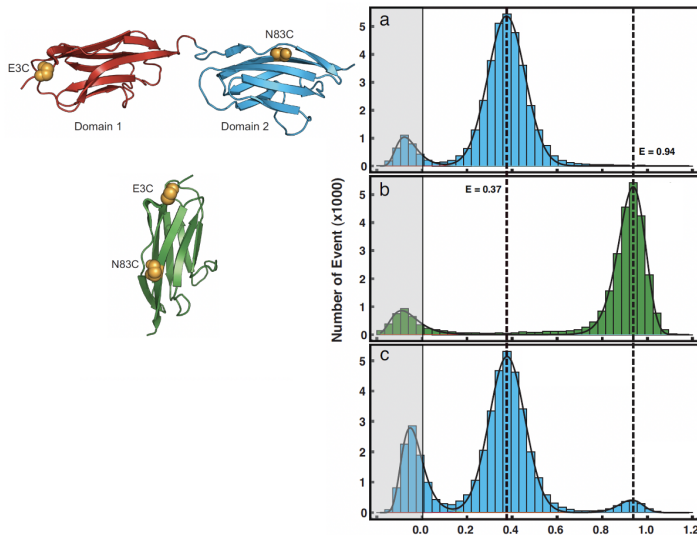 E3C
N83C
Domain 1
Domain 2
E3C
N83C
Number of Event (x1000)
a
5
4
3
2
1
0
E = 0.94
b
E = 0.37
5
4
3
2
1
0
c
5
4
3
2
1
0
0.0 0.2 0.4 0.6 0.8 1.0 1.2